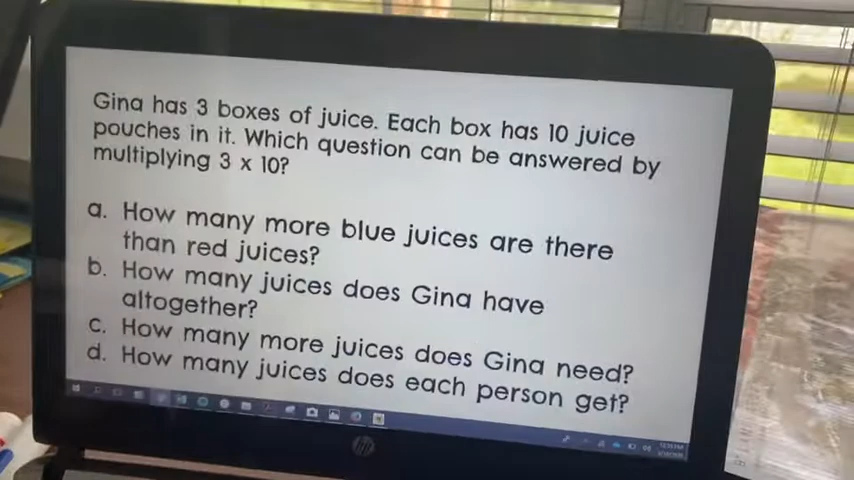 Gina has 3 boxes of juice. Each box has 10 juice
pouches in it. Which question can be answered by
multiplying 3 x 10?
a. How many more blue juices are there
than red juices?
b. How many juices does Gina have
altogether?
c. How many more juices does Gina need?
d. How many juices does each person get?
hp